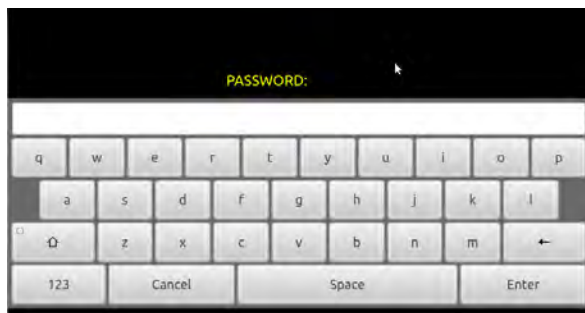 PASSWORD:
q w e r t y u i o p
a s d f g h j k l
z x c v b n m
123 Cancel Space Enter